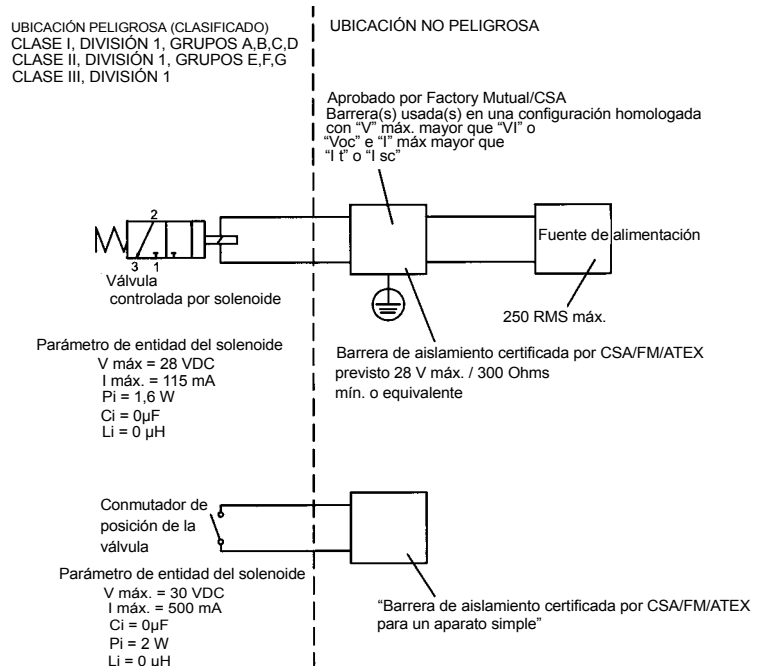 UBICACIÓN PELIGROSA (CLASIFICADO)
CLASE I, DIVISIÓN 1, GRUPOS A,B,C,D
CLASE II, DIVISIÓN 1, GRUPOS E,F,G
CLASE III, DIVISIÓN 1
UBICACIÓN NO PELIGROSA
Aprobado por Factory Mutual/CSA
Barrera(s) usada(s) en una configuración homologada
con “V” máx. mayor que “VI” o
“Voc” e “I” máx mayor que
“I t” o “I sc”
2
3 1
Válvula
controlada por solenoide
Fuente de alimentación
250 RMS máx.
Parámetro de entidad del solenoide
V máx = 28 VDC
I máx. = 115 mA
Pi = 1,6 W
Ci = 0µF
Li = 0 µH
Barrera de aislamiento certificada por CSA/FM/ATEX
previsto 28 V máx. / 300 Ohms
mín. o equivalente
Conmutador de
posición de la
válvula
Parámetro de entidad del solenoide
V máx. = 30 VDC
I máx. = 500 mA
Ci = 0µF
Pi = 2 W
Li = 0 µH
“Barrera de aislamiento certificada por CSA/FM/ATEX
para un aparato simple”